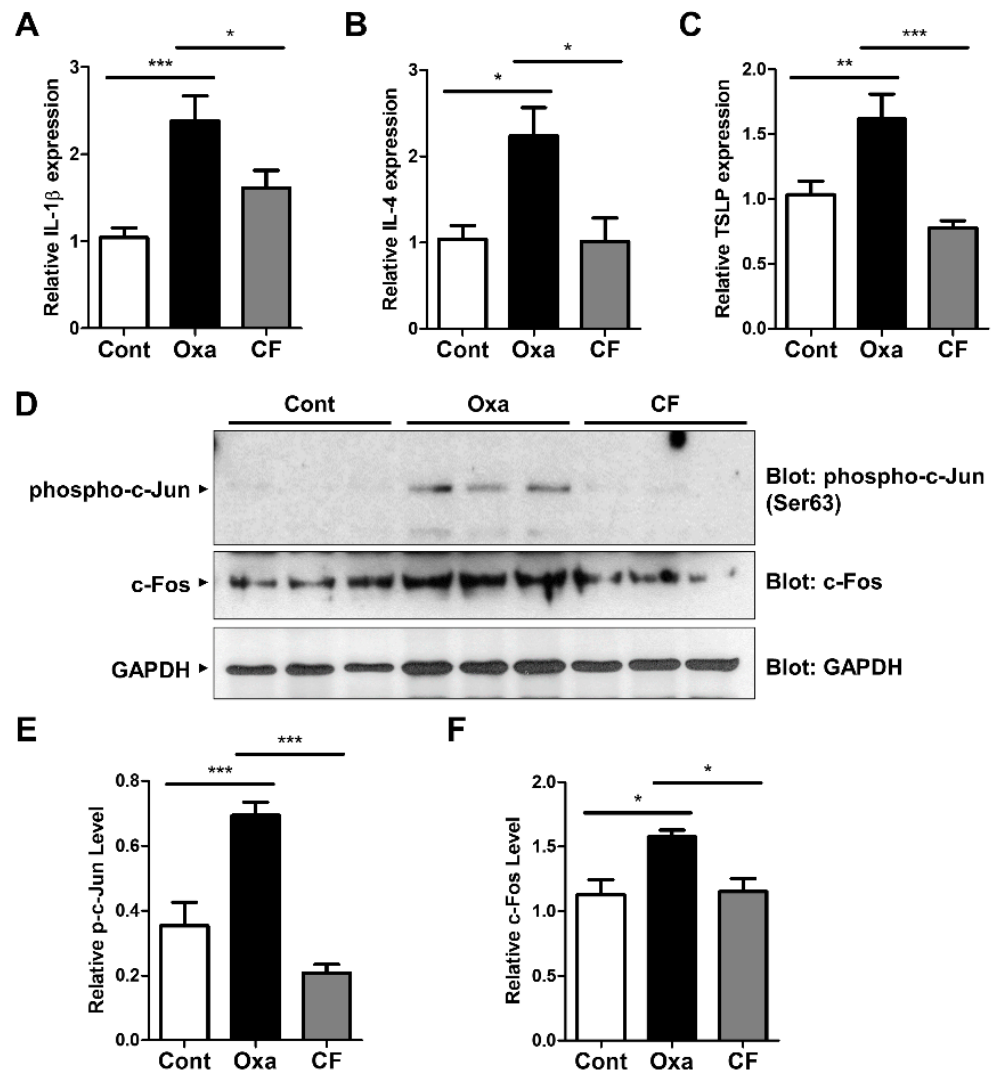 A
B
C
Relative IL-1β expression
3
2
1
0
***
*
Cont Oxa CF
Relative IL-4 expression
3
2
1
0
*
*
Cont Oxa CF
Relative TSLP expression
2.0
1.5
1.0
0.5
0.0
**
***
Cont Oxa CF
D
Cont Oxa CF
phospho-c-Jun
Blot: phospho-c-Jun
(Ser63)
c-Fos
Blot: c-Fos
GAPDH
Blot: GAPDH
E
F
Relative p-c-Jun Level
0.8
0.6
0.4
0.2
0.0
***
***
Cont Oxa CF
Relative c-Fos Level
2.0
1.5
1.0
0.5
0.0
*
*
Cont Oxa CF